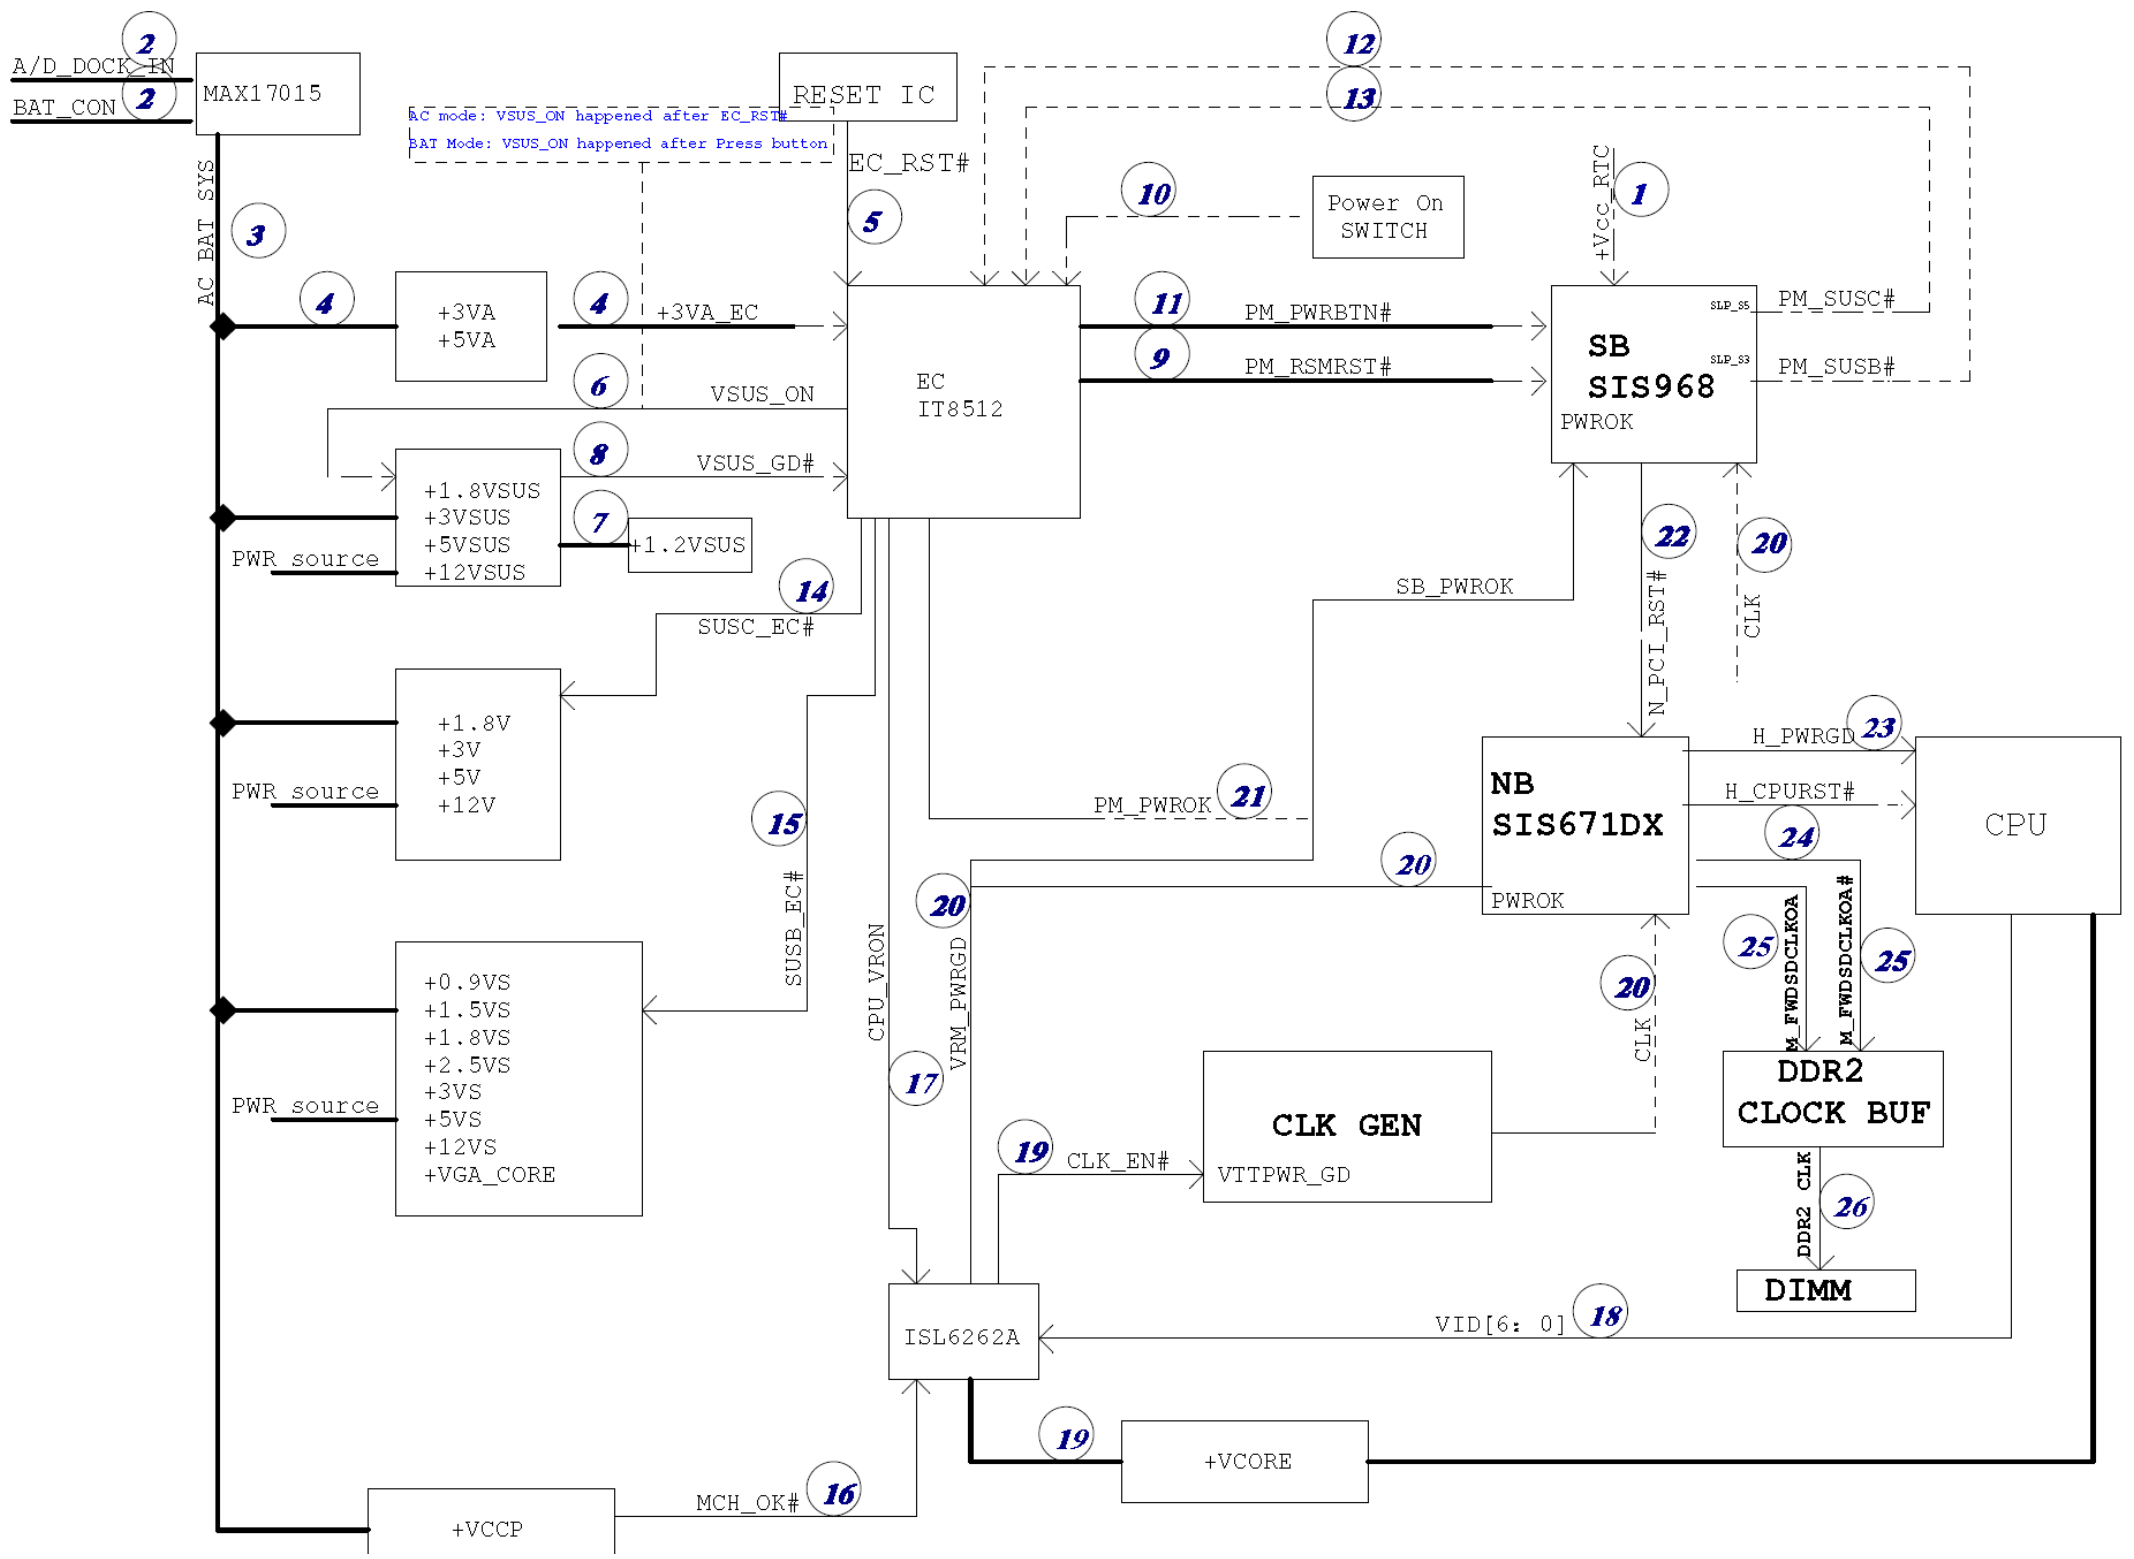 2
A/D_DOCK_IN
2
BAT_CON
MAX17015
AC BAT SYS
3
AC mode: VSUS_ON happened after EC_RST#
BAT Mode: VSUS_ON happened after Press button
RESET IC
EC_RST#
5
12
13
10
Power On
SWITCH
+Vcc_RTC
1
4
+3VA
+5VA
4
+3VA_EC
6
VSUS_ON
EC
IT8512
11
PM_PWRBTN#
9
PM_RSMRST#
SLP_S5
PM_SUSC#
SB
SIS968
SLP_S3
PM_SUSB#
PWROK
8
VSUS_GD#
+1.8VSUS
+3VSUS
+5VSUS
+12VSUS
PWR source
7
+1.2VSUS
14
SUSC_EC#
SB_PWROK
22
N_PCI_RST#
20
CLK
+1.8V
+3V
+5V
+12V
PWR source
15
SUSB_EC#
PM_PWROK
21
NB
SIS671DX
PWROK
H_PWRGD
23
H_CPURST#
24
CPU
20
20
VRM_PWRGD
CPU_VRON
17
25
M_FWDSDCLKOA
M_FWDSDCLKOA#
25
20
CLK
+0.9VS
+1.5VS
+1.8VS
+2.5VS
+3VS
+5VS
+12VS
+VGA_CORE
PWR source
19
CLK_EN#
CLK GEN
VTTPWR_GD
DDR2
CLOCK BUF
DDR2 CLK
26
DIMM
ISL6262A
VID[6: 0]
18
19
+VCORE
MCH_OK#
16
+VCCP